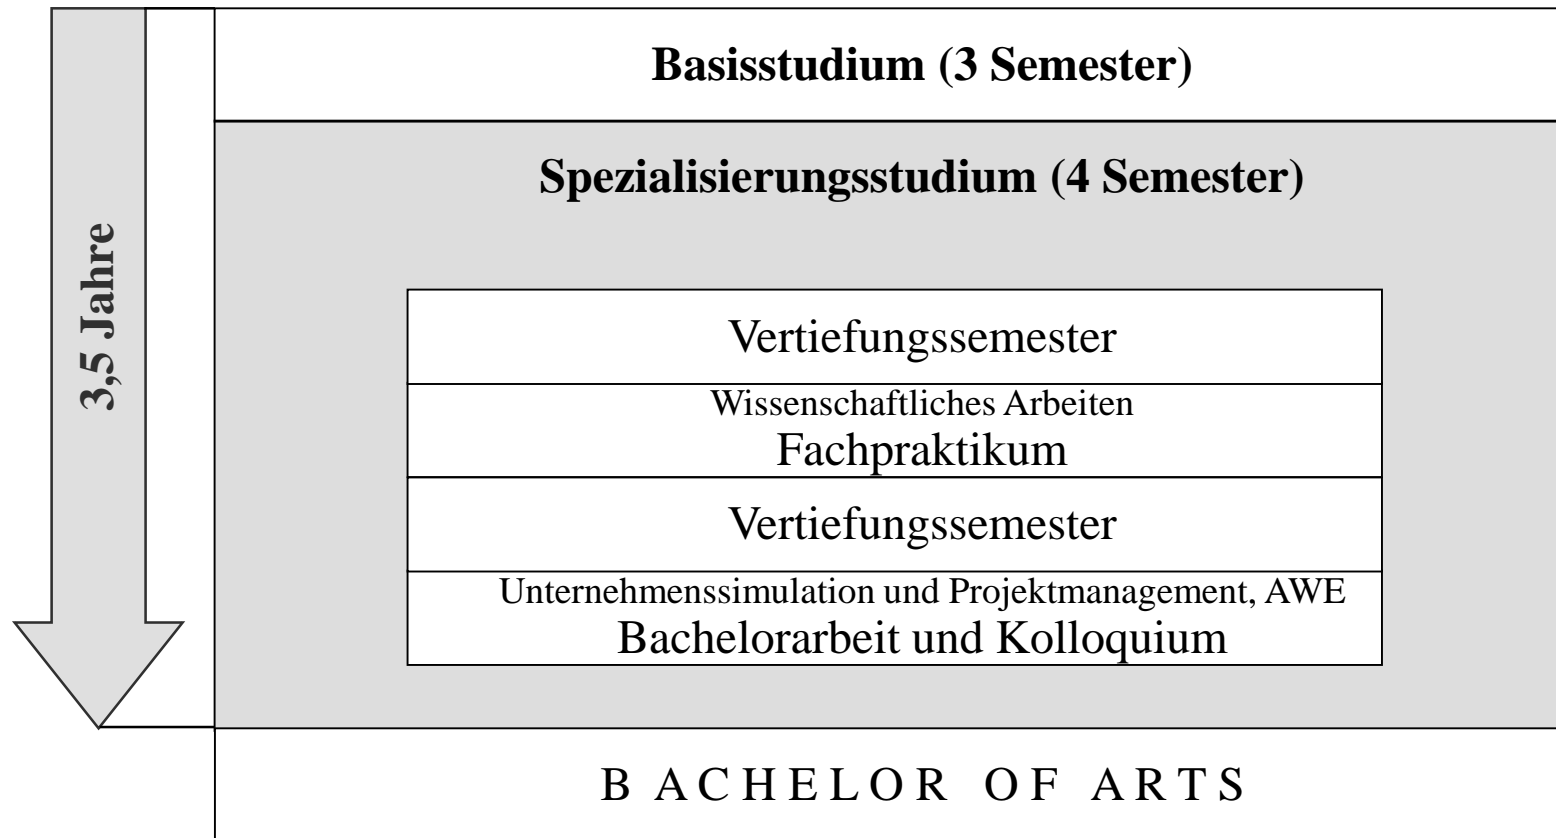 Basisstudium (3 Semester)
Spezialisierungsstudium (4 Semester)
3,5 Jahre
Vertiefungssemester
Wissenschaftliches Arbeiten
Fachpraktikum
Vertiefungssemester
Unternehmenssimulation und Projektmanagement, AWE
Bachelorarbeit und Kolloquium
B A C H E L O R O F A R T S